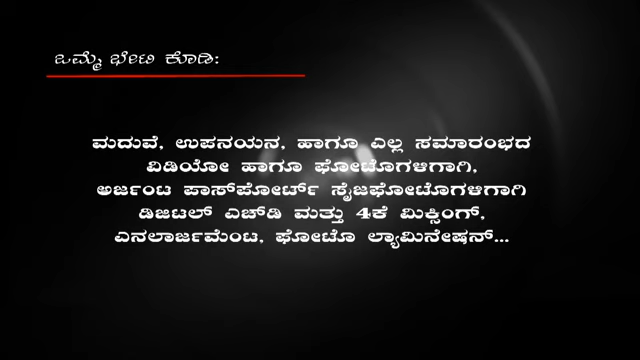 ಒಮ್ಮೆ ಭೇಟಿ ಕೊಡಿ:
ಮದುವೆ, ಉಪನಯನ, ಹಾಗೂ ಎಲ್ಲ ಸಮಾರಂಭದ
ವಿಡಿಯೋ ಹಾಗೂ ಫೋಟೊಗಳಿಗಾಗಿ,
ಅರ್ಜಂಟ ಪಾಸ್‌ಪೋರ್ಟ್ ಸೈಜಫೋಟೊಗಳಿಗಾಗಿ
ಡಿಜಿಟಲ್ ಎಚ್‌ಡಿ ಮತ್ತು 4ಕೆ ಮಿಕ್ಸಿಂಗ್,
ಎನಲಾರ್ಜಮೆಂಟ, ಫೋಟೊ ಲ್ಯಾಮಿನೇಷನ್...